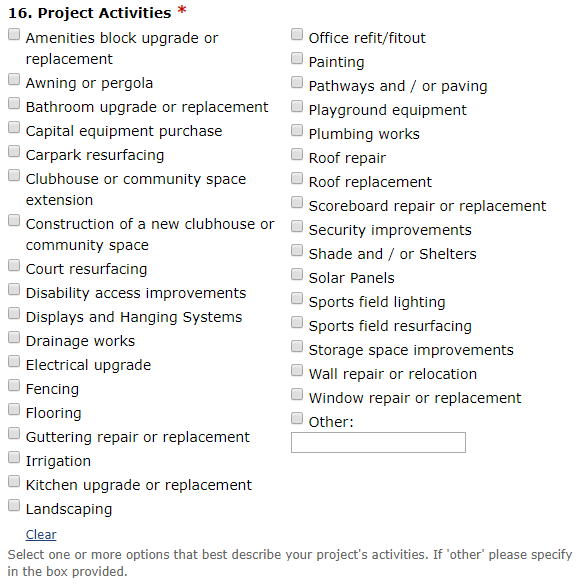 16. Project Activities *
Amenities block upgrade or
replacement
Awning or pergola
Bathroom upgrade or replacement
Capital equipment purchase
Carpark resurfacing
Clubhouse or community space
extension
Construction of a new clubhouse or
community space
Court resurfacing
Disability access improvements
Displays and Hanging Systems
Drainage works
Electrical upgrade
Fencing
Flooring
Guttering repair or replacement
Irrigation
Kitchen upgrade or replacement
Landscaping
Office refit/fitout
Painting
Pathways and / or paving
Playground equipment
Plumbing works
Roof repair
Roof replacement
Scoreboard repair or replacement
Security improvements
Shade and / or Shelters
Solar Panels
Sports field lighting
Sports field resurfacing
Storage space improvements
Wall repair or relocation
Window repair or replacement
Other:
Clear
Select one or more options that best describe your project's activities. If 'other' please specify
in the box provided.